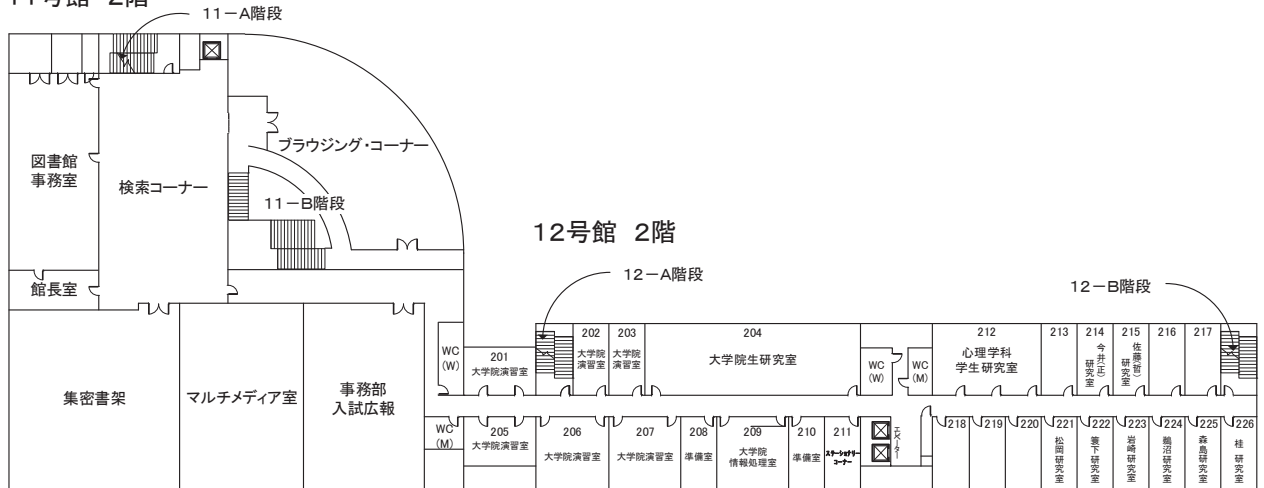 11号館 2階
11－A階段
ブラウジング・コーナー
図書館
事務室
検索コーナー
11－B階段
12号館 2階
12－A階段
12－B階段
館長室
集密書架
マルチメディア室
事務部
入試広報
WC
(W)
WC
(M)
201
大学院演習室
202
大学院
演習室
203
大学院
演習室
204
大学院生研究室
WC
(W)
WC
(M)
212
心理学科
学生研究室
213
214
今井(正)
研究室
215
佐藤(哲)
研究室
216
217
205
大学院演習室
206
大学院演習室
207
大学院演習室
208
準備室
209
大学院
情報処理室
210
準備室
211
ステーショナリー
コーナー
エレベーター
218
219
220
221
松岡研究室
222
簑下研究室
223
岩崎研究室
224
鵜沼研究室
225
森島研究室
226
桂 研究室